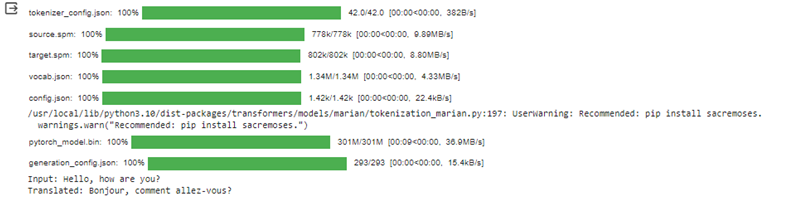 tokenizer_config.json: 100% 42.0/42.0 [00:00<00:00, 382B/s]
source.spm: 100% 778k/778k [00:00<00:00, 9.89MB/s]
target.spm: 100% 802k/802k [00:00<00:00, 8.80MB/s]
vocab.json: 100% 1.34M/1.34M [00:00<00:00, 4.33MB/s]
config.json: 100% 1.42k/1.42k [00:00<00:00, 22.4kB/s]
/usr/local/lib/python3.10/dist-packages/transformers/models/marian/tokenization_marian.py:197: UserWarning: Recommended: pip install sacremoses.
warnings.warn("Recommended: pip install sacremoses.")
pytorch_model.bin: 100% 301M/301M [00:09<00:00, 36.9MB/s]
generation_config.json: 100% 293/293 [00:00<00:00, 15.4kB/s]
Input: Hello, how are you?
Translated: Bonjour, comment allez-vous?